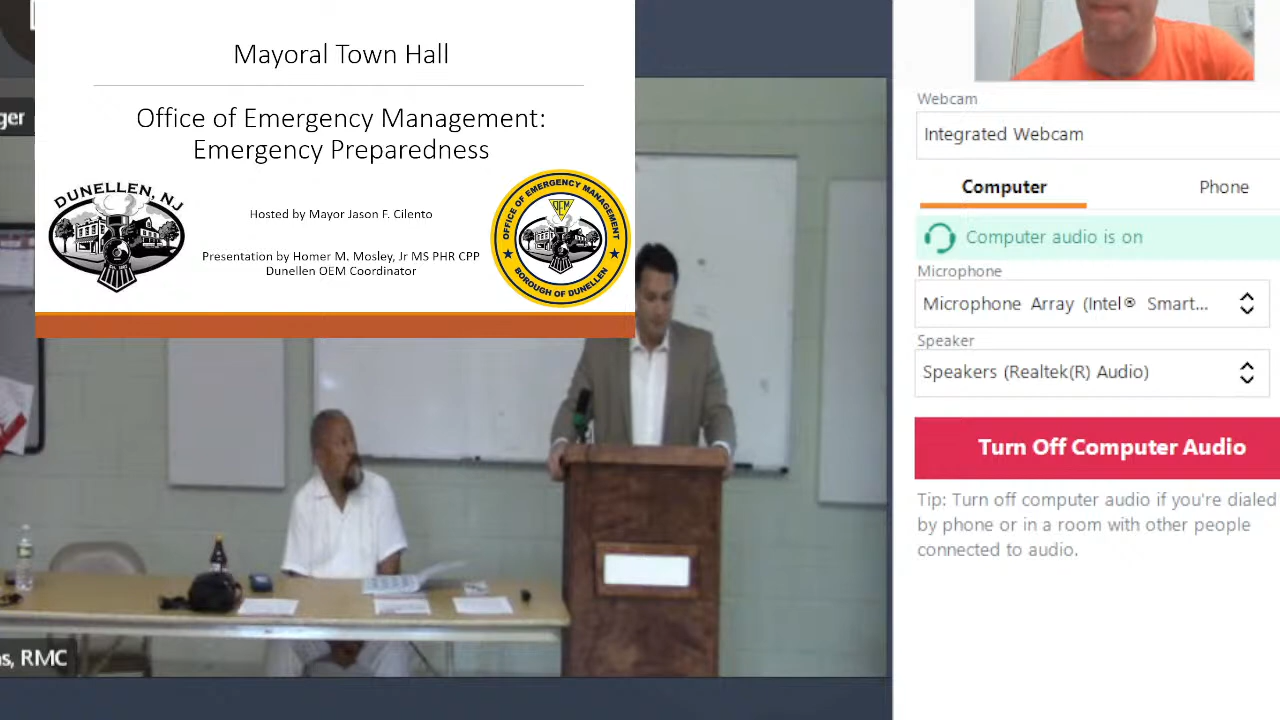 Mayoral Town Hall
Office of Emergency Management:
Emergency Preparedness
DUNELLEN, NJ
Hosted by Mayor Jason F. Cilento
Presentation by Homer M. Mosley, Jr MS PHR CPP
Dunellen OEM Coordinator
OFFICE OF EMERGENCY MANAGEMENT
OEM
BOROUGH OF DUNELLEN
ger
s, RMC
Webcam
Integrated Webcam
Computer
Phone
Computer audio is on
Microphone
Microphone Array (Intel® Smart...
Speaker
Speakers (Realtek(R) Audio)
Turn Off Computer Audio
Tip: Turn off computer audio if you're dialed
by phone or in a room with other people
connected to audio.